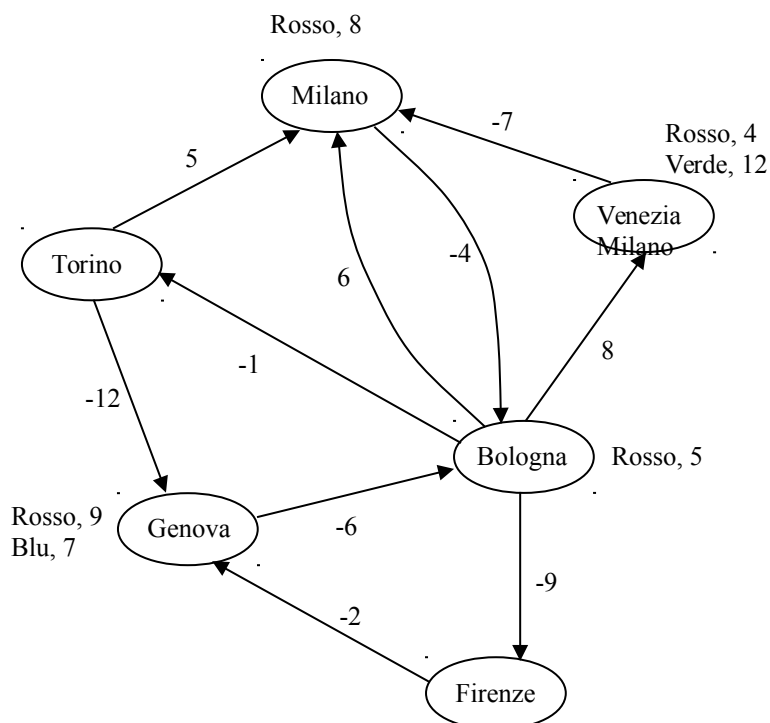 Rosso, 8
Milano
-7
Rosso, 4
Verde, 12
5
Venezia
Milano
Torino
6
-4
-1
8
-12
Bologna
Rosso, 5
Rosso, 9
Blu, 7
Genova
-6
-9
-2
Firenze